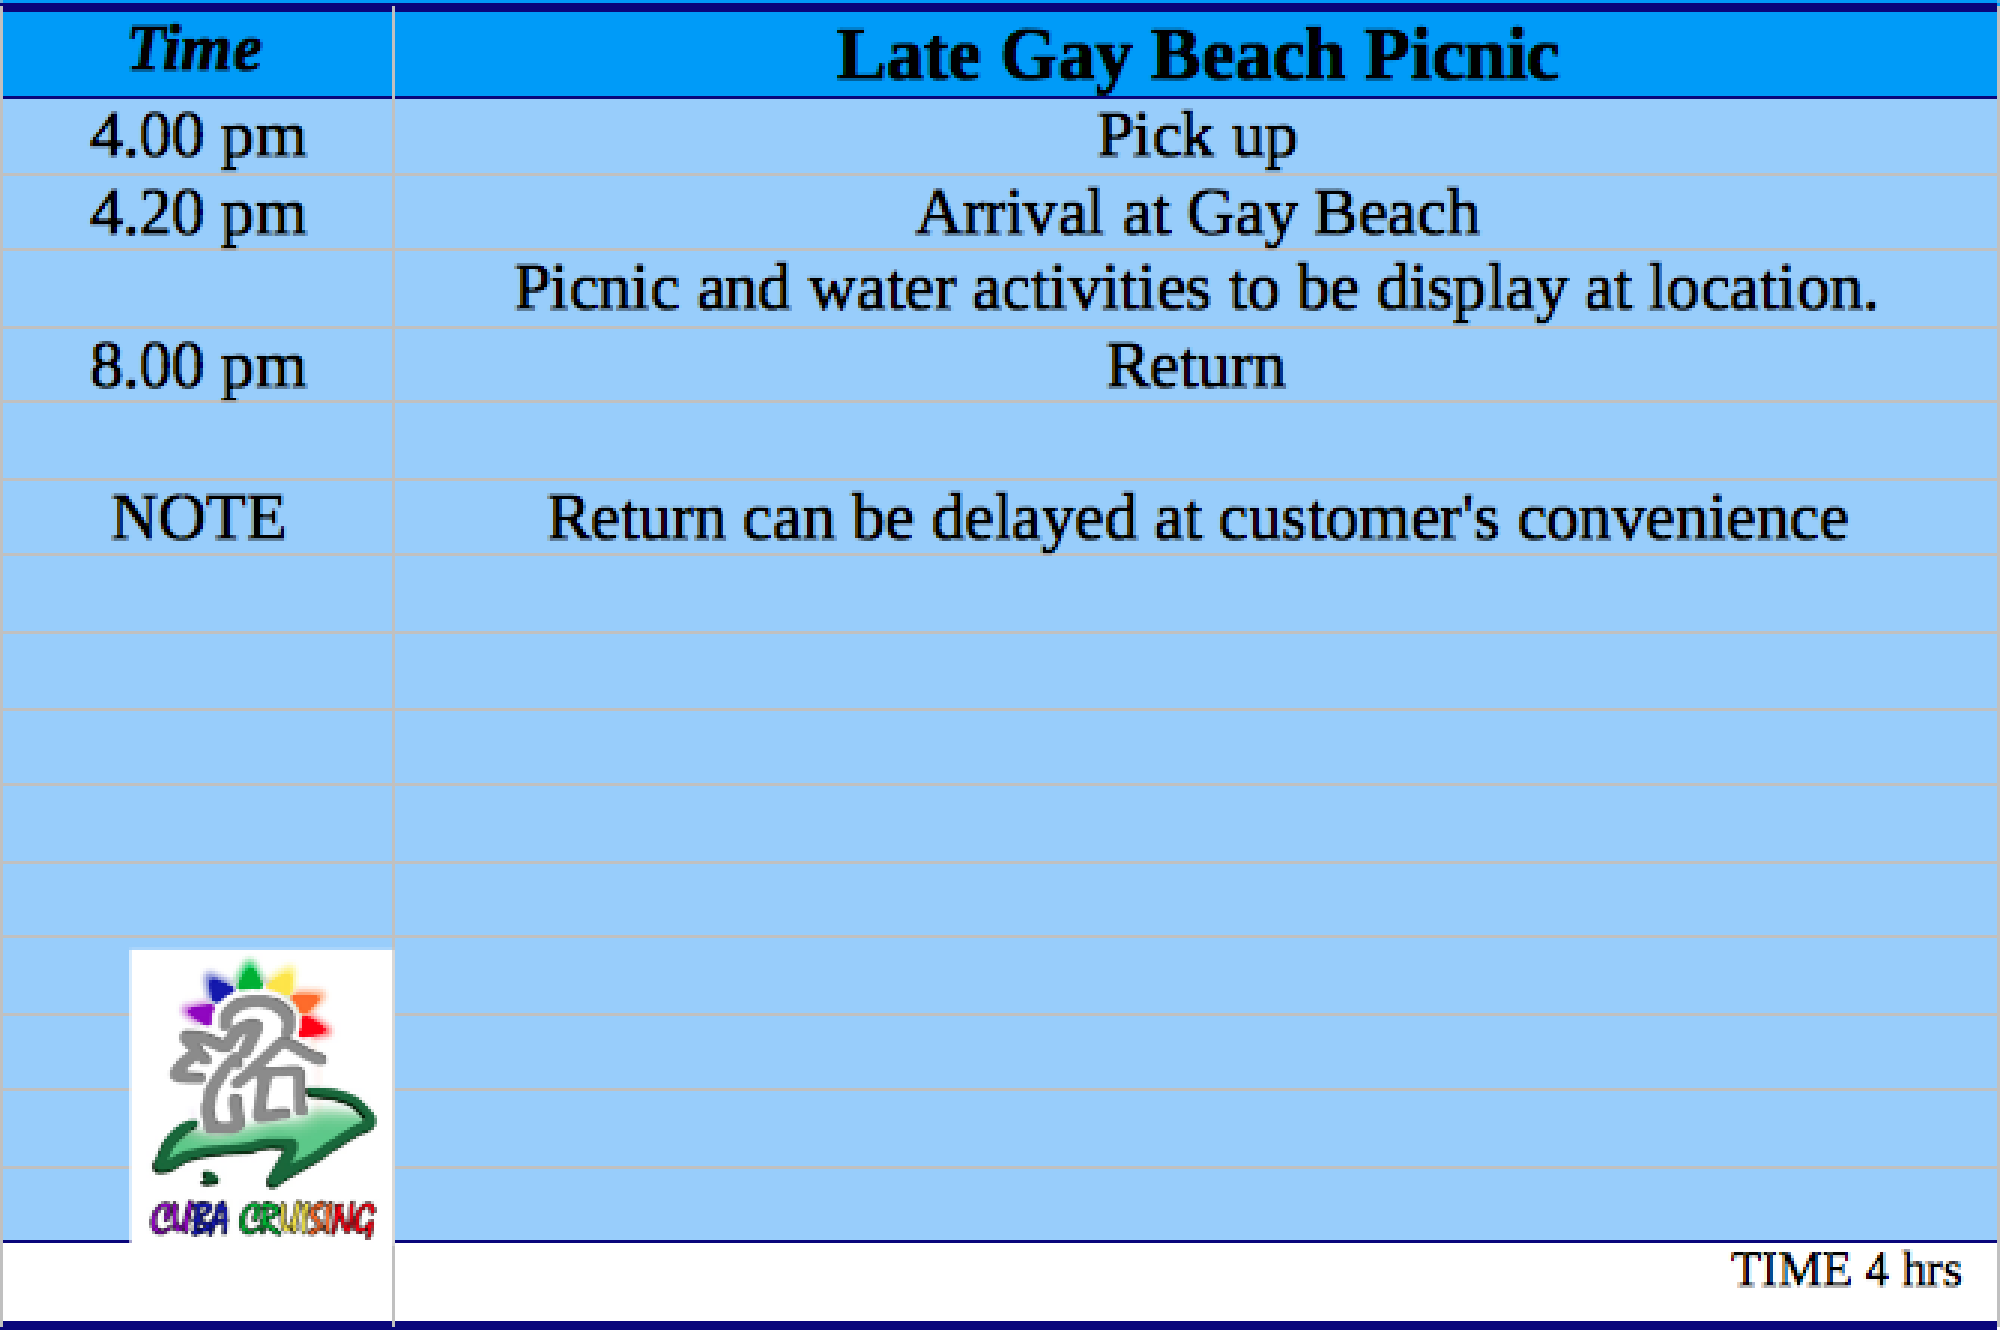 Time Late Gay Beach Picnic
4.00 pm Pick up
4.20 pm Arrival at Gay Beach
Picnic and water activities to be display at location.
8.00 pm Return
NOTE Return can be delayed at customer's convenience
CUBA CRUISING
TIME 4 hrs